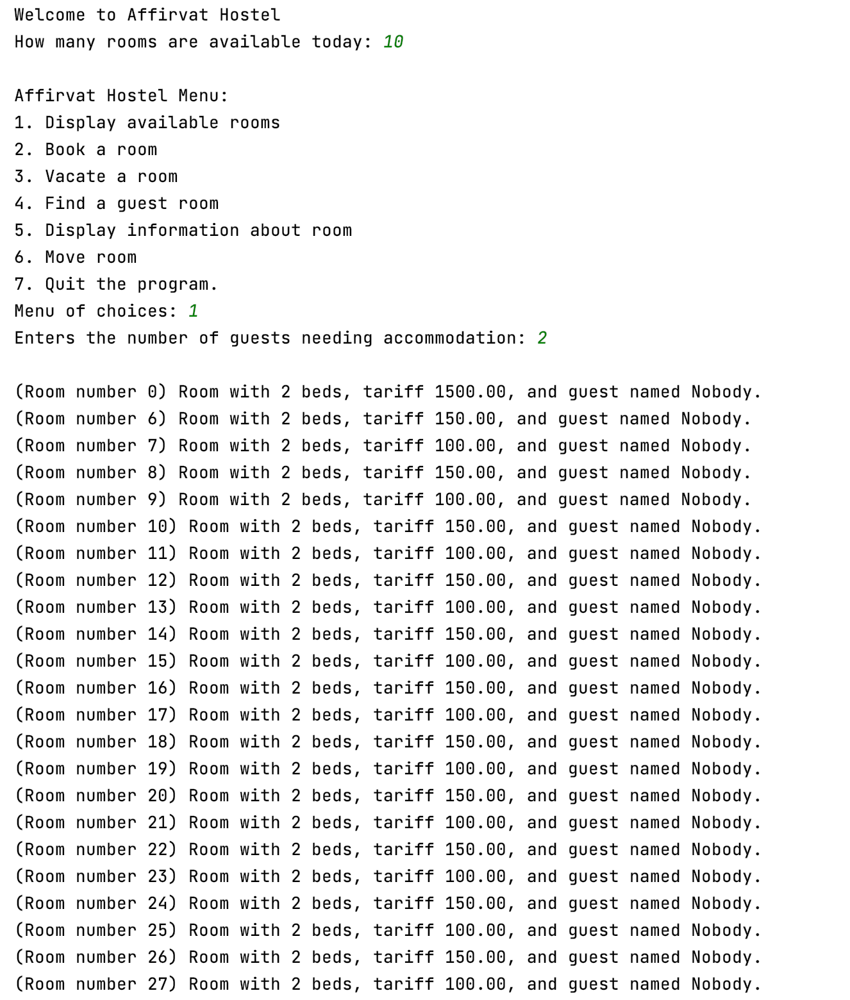 Welcome to Affirvat Hostel
How many rooms are available today: 10
Affirvat Hostel Menu:
1. Display available rooms
2. Book a room
3. Vacate a room
4. Find a guest room
5. Display information about room
6. Move room
7. Quit the program.
Menu of choices: 1
Enters the number of guests needing accommodation: 2
(Room number 0) Room with 2 beds, tariff 1500.00, and guest named Nobody.
(Room number 6) Room with 2 beds, tariff 150.00, and guest named Nobody.
(Room number 7) Room with 2 beds, tariff 100.00, and guest named Nobody.
(Room number 8) Room with 2 beds, tariff 150.00, and guest named Nobody.
(Room number 9) Room with 2 beds, tariff 100.00, and guest named Nobody.
(Room number 10) Room with 2 beds, tariff 150.00, and guest named Nobody.
(Room number 11) Room with 2 beds, tariff 100.00, and guest named Nobody.
(Room number 12) Room with 2 beds, tariff 150.00, and guest named Nobody.
(Room number 13) Room with 2 beds, tariff 100.00, and guest named Nobody.
(Room number 14) Room with 2 beds, tariff 150.00, and guest named Nobody.
(Room number 15) Room with 2 beds, tariff 100.00, and guest named Nobody.
(Room number 16) Room with 2 beds, tariff 150.00, and guest named Nobody.
(Room number 17) Room with 2 beds, tariff 100.00, and guest named Nobody.
(Room number 18) Room with 2 beds, tariff 150.00, and guest named Nobody.
(Room number 19) Room with 2 beds, tariff 100.00, and guest named Nobody.
(Room number 20) Room with 2 beds, tariff 150.00, and guest named Nobody.
(Room number 21) Room with 2 beds, tariff 100.00, and guest named Nobody.
(Room number 22) Room with 2 beds, tariff 150.00, and guest named Nobody.
(Room number 23) Room with 2 beds, tariff 100.00, and guest named Nobody.
(Room number 24) Room with 2 beds, tariff 150.00, and guest named Nobody.
(Room number 25) Room with 2 beds, tariff 100.00, and guest named Nobody.
(Room number 26) Room with 2 beds, tariff 150.00, and guest named Nobody.
(Room number 27) Room with 2 beds, tariff 100.00, and guest named Nobody.